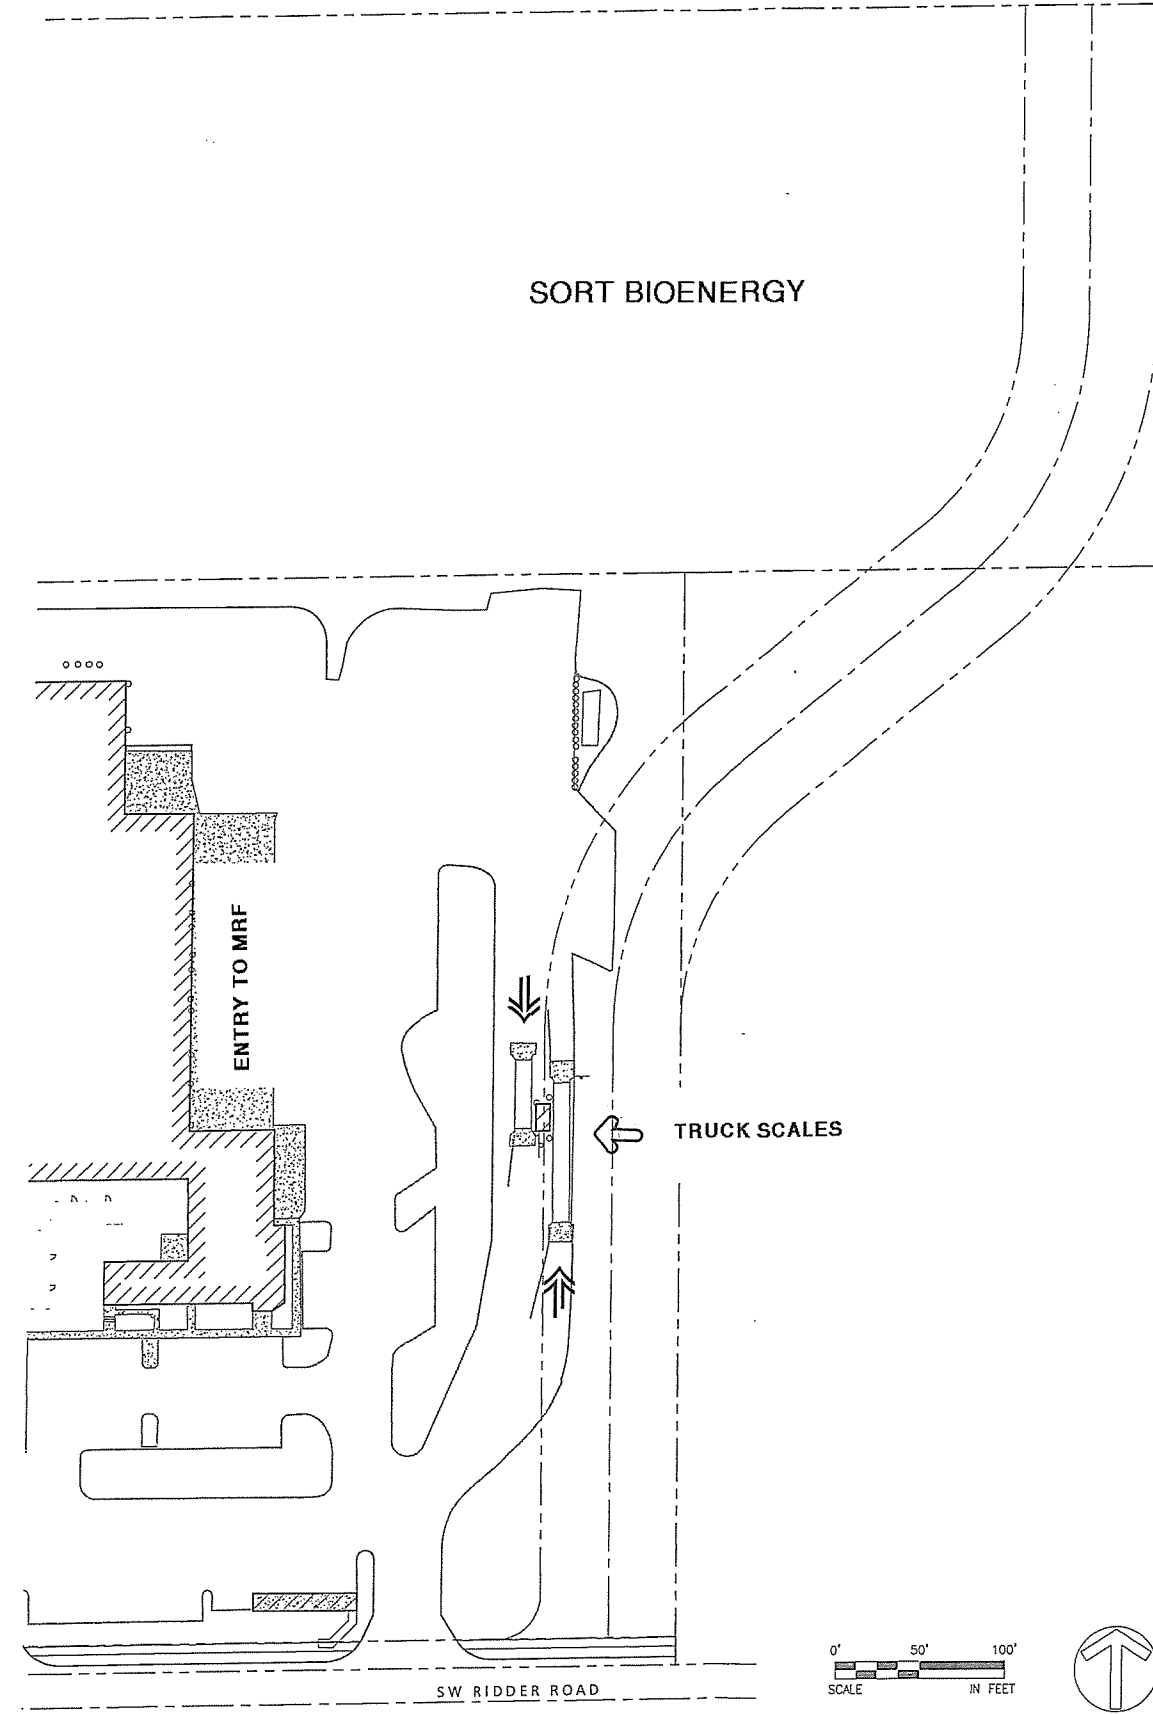 SORT BIOENERGY
ENTRY TO MRF
TRUCK SCALES
0' 50' 100'
SCALE IN FEET
SW RIDDER ROAD